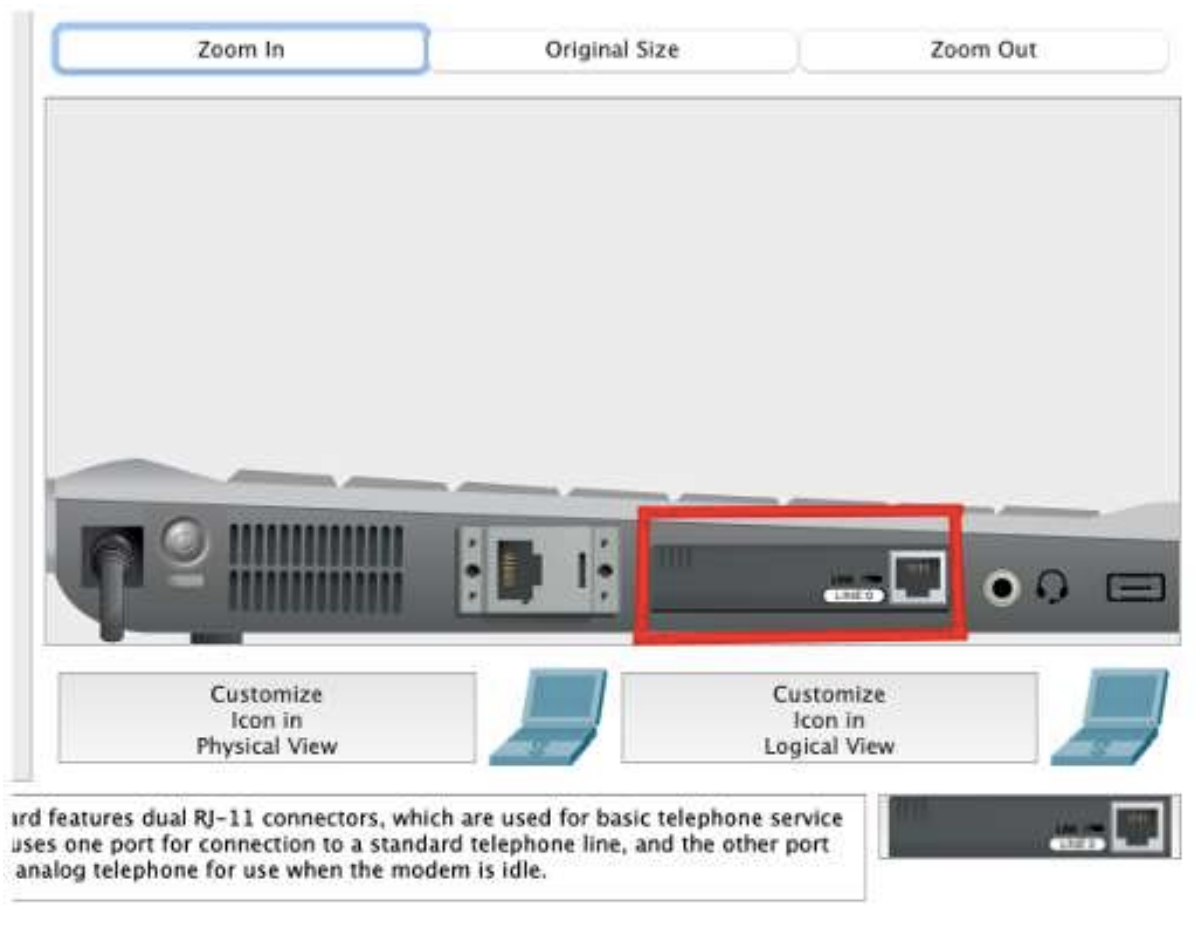 Zoom In
Original Size
Zoom Out
LINE 0
Customize
Icon in
Physical View
Customize
Icon in
Logical View
ard features dual RJ-11 connectors, which are used for basic telephone service
uses one port for connection to a standard telephone line, and the other port
analog telephone for use when the modem is idle.